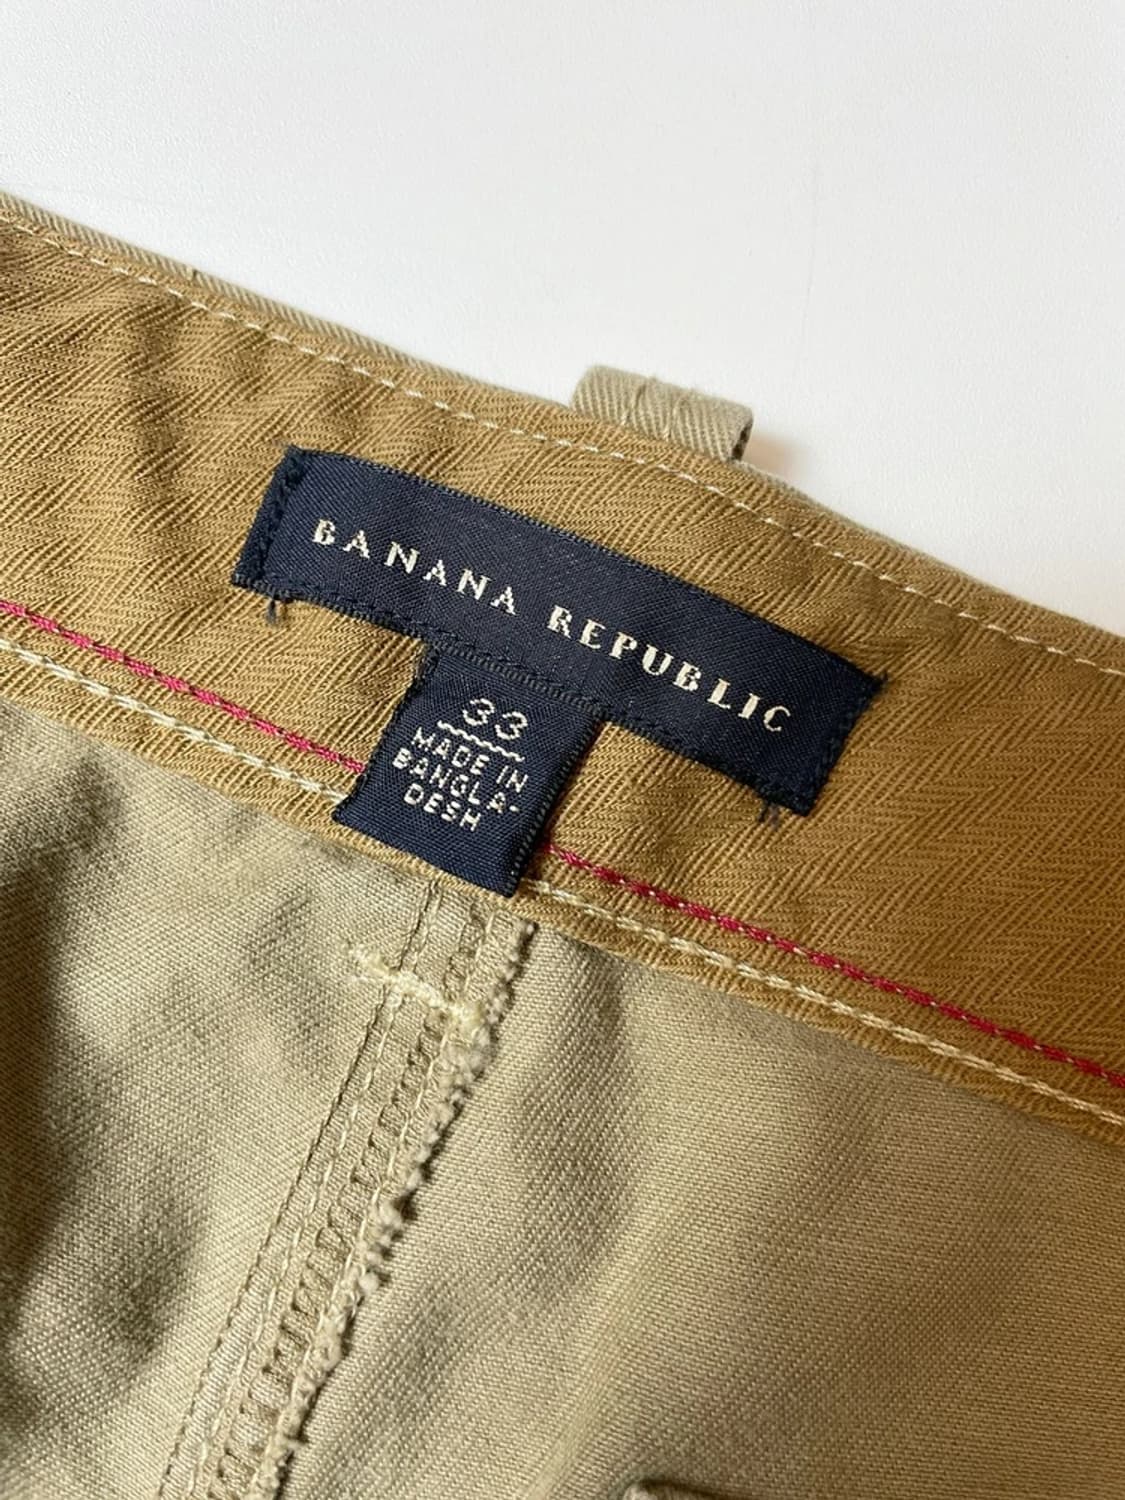 BANANA REPUBLIC
33
MADE IN
BANGLA-
DESH